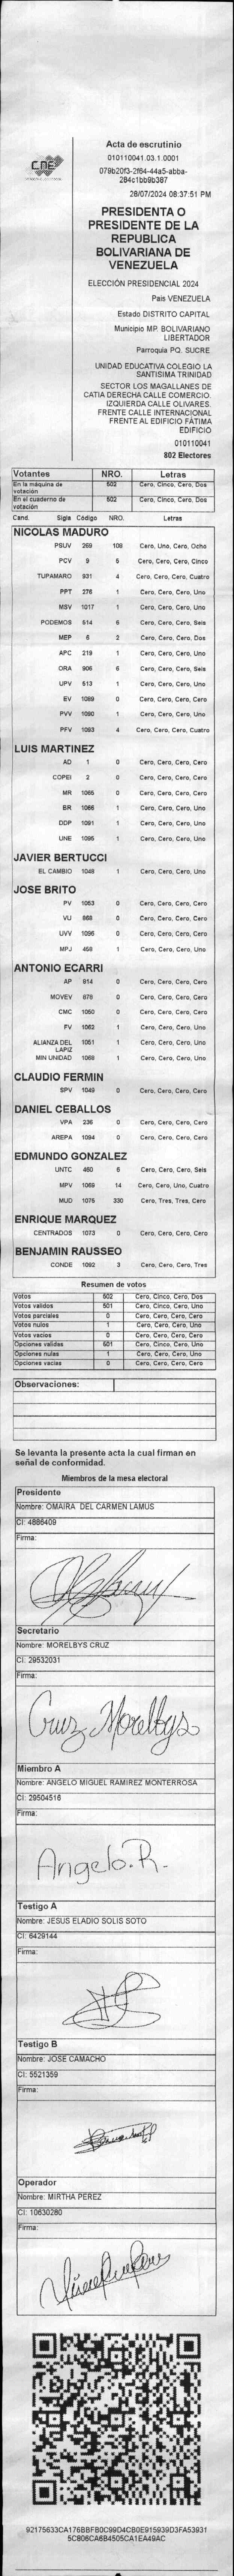 CNE
Acta de escrutinio
010110041.03.1.0001
079b20f3-2f64-44a5-abba-
284c1bb9b387
28/07/2024 08:37:51 PM
PRESIDENTA O
PRESIDENTE DE LA
REPUBLICA
BOLIVARIANA DE
VENEZUELA
ELECCIÓN PRESIDENCIAL 2024
País VENEZUELA
Estado DISTRITO CAPITAL
Municipio MP. BOLIVARIANO
LIBERTADOR
Parroquia PQ. SUCRE
UNIDAD EDUCATIVA COLEGIO LA
SANTISIMA TRINIDAD
SECTOR LOS MAGALLANES DE
CATIA DERECHA CALLE COMERCIO.
IZQUIERDA CALLE OLIVARES.
FRENTE CALLE INTERNACIONAL
FRENTE AL EDIFICIO FÁTIMA
EDIFICIO
010110041
802 Electores
Votantes NRO. Letras
En la máquina de votación 502 Cero, Cinco, Cero, Dos
En el cuaderno de votación 502 Cero, Cinco, Cero, Dos
Cand. Sigla Código NRO. Letras
NICOLAS MADURO
PSUV 269 108 Cero, Uno, Cero, Ocho
PCV 9 5 Cero, Cero, Cero, Cinco
TUPAMARO 931 4 Cero, Cero, Cero, Cuatro
PPT 276 1 Cero, Cero, Cero, Uno
MSV 1017 1 Cero, Cero, Cero, Uno
PODEMOS 514 6 Cero, Cero, Cero, Seis
MEP 6 2 Cero, Cero, Cero, Dos
APC 219 1 Cero, Cero, Cero, Uno
ORA 906 6 Cero, Cero, Cero, Seis
UPV 513 1 Cero, Cero, Cero, Uno
EV 1089 0 Cero, Cero, Cero, Cero
PVV 1090 1 Cero, Cero, Cero, Uno
PFV 1093 4 Cero, Cero, Cero, Cuatro
LUIS MARTINEZ
AD 1 0 Cero, Cero, Cero, Cero
COPEI 2 0 Cero, Cero, Cero, Cero
MR 1065 0 Cero, Cero, Cero, Cero
BR 1066 1 Cero, Cero, Cero, Uno
DDP 1091 1 Cero, Cero, Cero, Uno
UNE 1095 1 Cero, Cero, Cero, Uno
JAVIER BERTUCCI
EL CAMBIO 1048 1 Cero, Cero, Cero, Uno
JOSE BRITO
PV 1053 0 Cero, Cero, Cero, Cero
VU 868 0 Cero, Cero, Cero, Cero
UVV 1096 0 Cero, Cero, Cero, Cero
MPJ 458 1 Cero, Cero, Cero, Uno
ANTONIO ECARRI
AP 814 0 Cero, Cero, Cero, Cero
MOVEV 878 0 Cero, Cero, Cero, Cero
CMC 1050 0 Cero, Cero, Cero, Cero
FV 1062 1 Cero, Cero, Cero, Uno
ALIANZA DEL LAPIZ 1051 1 Cero, Cero, Cero, Uno
MIN UNIDAD 1068 1 Cero, Cero, Cero, Uno
CLAUDIO FERMIN
SPV 1049 0 Cero, Cero, Cero, Cero
DANIEL CEBALLOS
VPA 236 0 Cero, Cero, Cero, Cero
AREPA 1094 0 Cero, Cero, Cero, Cero
EDMUNDO GONZALEZ
UNTC 460 6 Cero, Cero, Cero, Seis
MPV 1069 14 Cero, Cero, Uno, Cuatro
MUD 1075 330 Cero, Tres, Tres, Cero
ENRIQUE MARQUEZ
CENTRADOS 1073 0 Cero, Cero, Cero, Cero
BENJAMIN RAUSSEO
CONDE 1092 3 Cero, Cero, Cero, Tres
Resumen de votos
Votos 502 Cero, Cinco, Cero, Dos
Votos válidos 501 Cero, Cinco, Cero, Uno
Votos parciales 0 Cero, Cero, Cero, Cero
Votos nulos 1 Cero, Cero, Cero, Uno
Votos vacíos 0 Cero, Cero, Cero, Cero
Opciones validas 501 Cero, Cinco, Cero, Uno
Opciones nulas 1 Cero, Cero, Cero, Uno
Opciones vacías 0 Cero, Cero, Cero, Cero
Observaciones:
Se levanta la presente acta la cual firman en
señal de conformidad.
Miembros de la mesa electoral
Presidente
Nombre: OMAIRA DEL CARMEN LAMUS
CI: 4886409
Firma:
Secretario
Nombre: MORELBYS CRUZ
CI: 29532031
Firma:
Cruz Morelbys
Miembro A
Nombre: ANGELO MIGUEL RAMIREZ MONTERROSA
CI: 29504516
Firma:
Angelo.R.
Testigo A
Nombre: JESUS ELADIO SOLIS SOTO
CI: 6429144
Firma:
Testigo B
Nombre: JOSE CAMACHO
CI: 5521359
Firma:
Operador
Nombre: MIRTHA PEREZ
CI: 10630280
Firma:
92175633CA176BBFB0C99D4CB0E915939D3FA53931
5C806CA6B4505CA1EA49AC